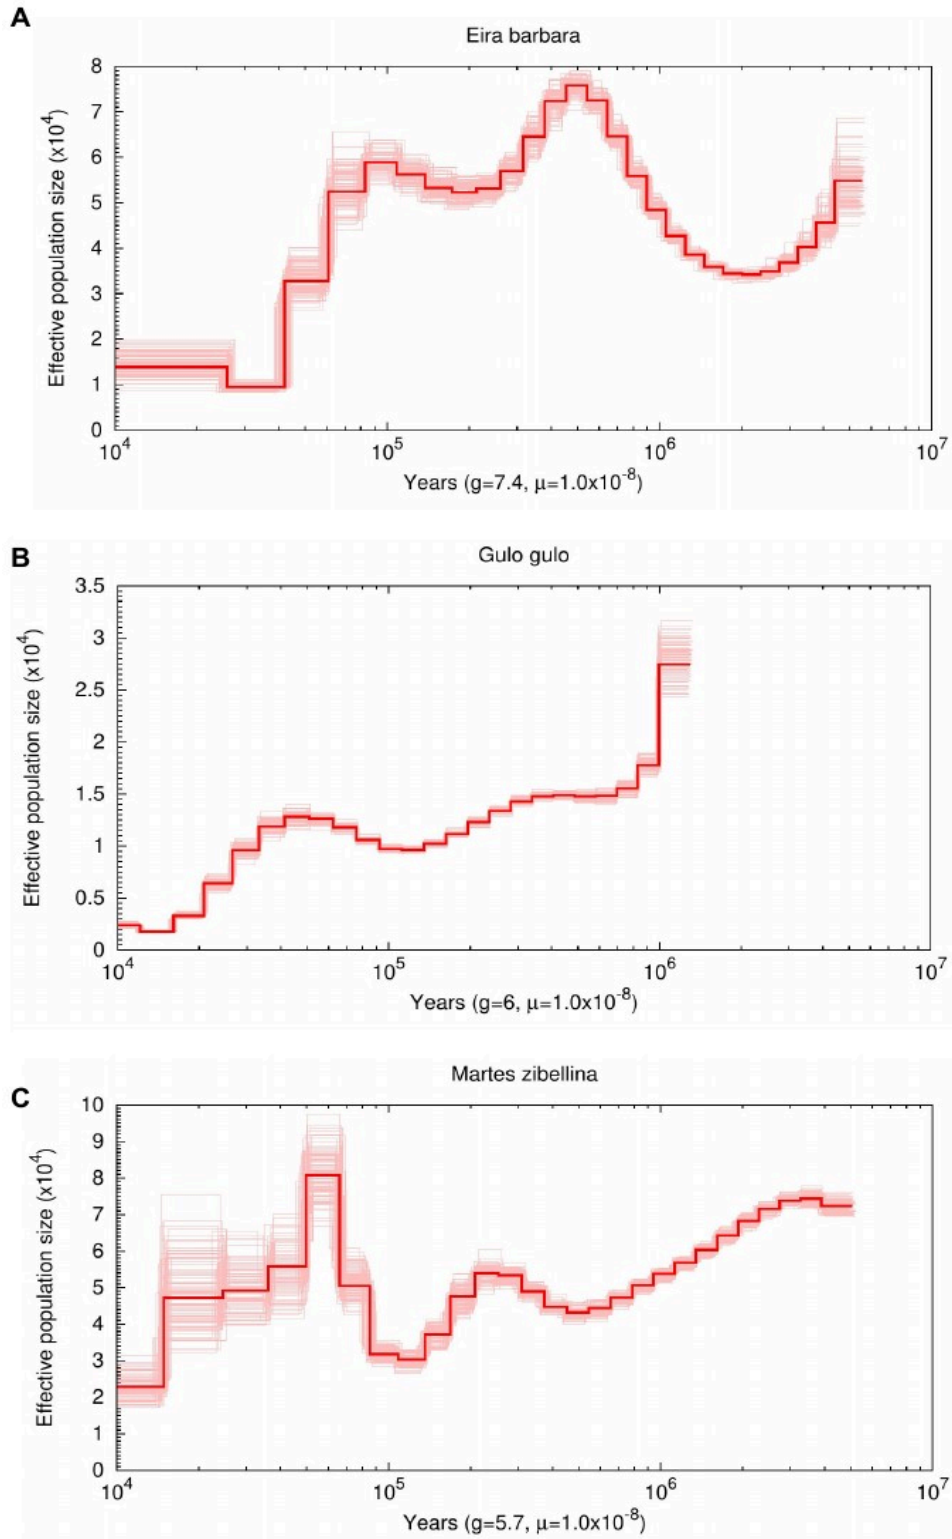 A
Eira barbara
Effective population size (x10⁴)
8
7
6
5
4
3
2
1
0
10⁴ 10⁵ 10⁶ 10⁷
Years (g=7.4, μ=1.0x10⁻⁸)
B
Gulo gulo
Effective population size (x10⁴)
3.5
3
2.5
2
1.5
1
0.5
0
10⁴ 10⁵ 10⁶ 10⁷
Years (g=6, μ=1.0x10⁻⁸)
C
Martes zibellina
Effective population size (x10⁴)
10
9
8
7
6
5
4
3
2
1
0
10⁴ 10⁵ 10⁶ 10⁷
Years (g=5.7, μ=1.0x10⁻⁸)